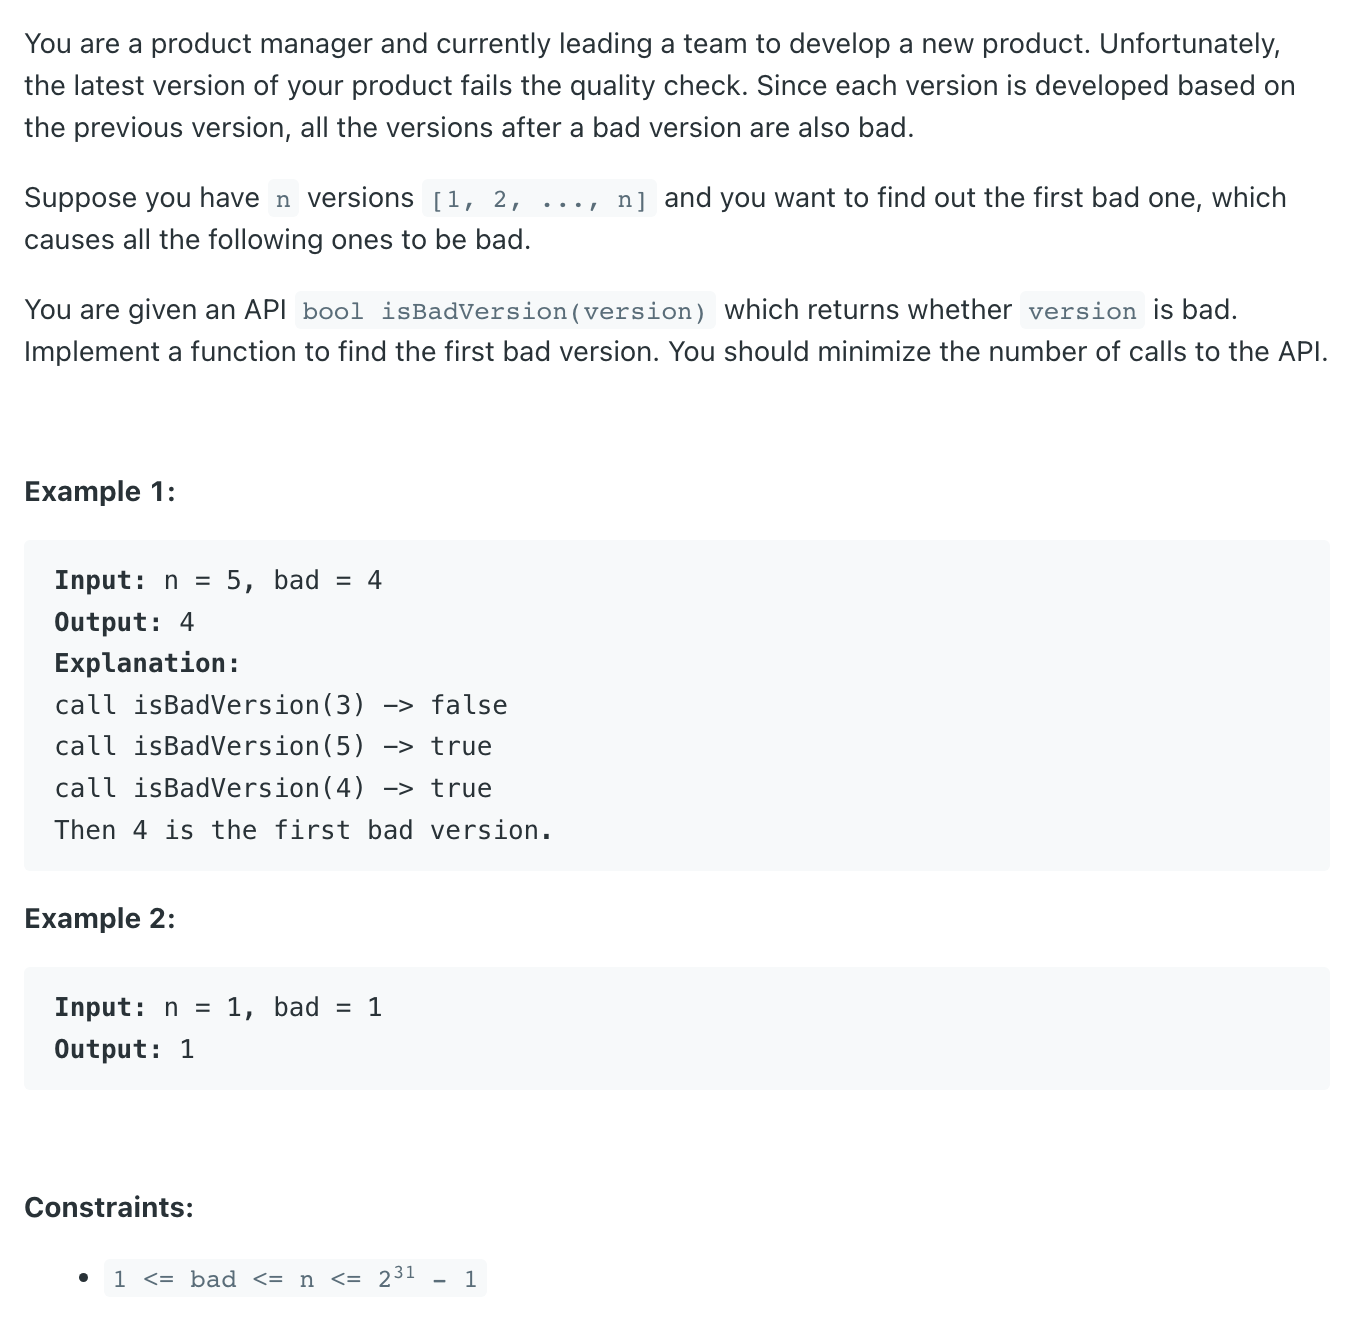 You are a product manager and currently leading a team to develop a new product. Unfortunately,
the latest version of your product fails the quality check. Since each version is developed based on
the previous version, all the versions after a bad version are also bad.
Suppose you have n versions [1, 2, ..., n] and you want to find out the first bad one, which
causes all the following ones to be bad.
You are given an API bool isBadVersion(version) which returns whether version is bad.
Implement a function to find the first bad version. You should minimize the number of calls to the API.
Example 1:
Input: n = 5, bad = 4
Output: 4
Explanation:
call isBadVersion(3) -> false
call isBadVersion(5) -> true
call isBadVersion(4) -> true
Then 4 is the first bad version.
Example 2:
Input: n = 1, bad = 1
Output: 1
Constraints:
• 1 <= bad <= n <= 2³¹ - 1